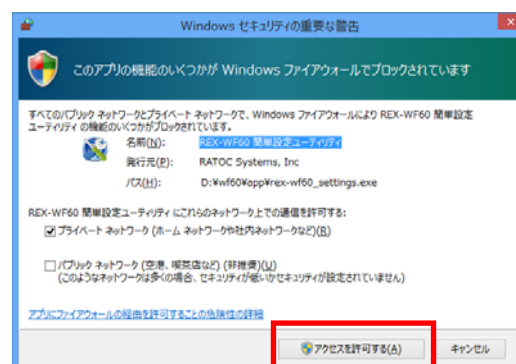 Windows セキュリティの重要な警告
このアプリの機能のいくつかが Windows ファイアウォールでブロックされています
すべてのパブリック ネットワークとプライベート ネットワークで、Windows ファイアウォールにより REX-WF60 簡単設定
ユーティリティ の機能のいくつかがブロックされています。
名前(N): REX-WF60 簡単設定ユーティリティ
発行元(P): RATOC Systems, Inc
パス(H): D:¥wf60¥app¥rex-wf60_settings.exe
REX-WF60 簡単設定ユーティリティ にこれらのネットワーク上での通信を許可する:
プライベート ネットワーク (ホーム ネットワークや社内ネットワークなど)(R)
パブリック ネットワーク (空港、喫茶店など) (非推奨)(U)
(このようなネットワークは多くの場合、セキュリティが低いかセキュリティが設定されていません)
アプリにファイアウォールの経由を許可することの危険性の詳細
アクセスを許可する(A) キャンセル